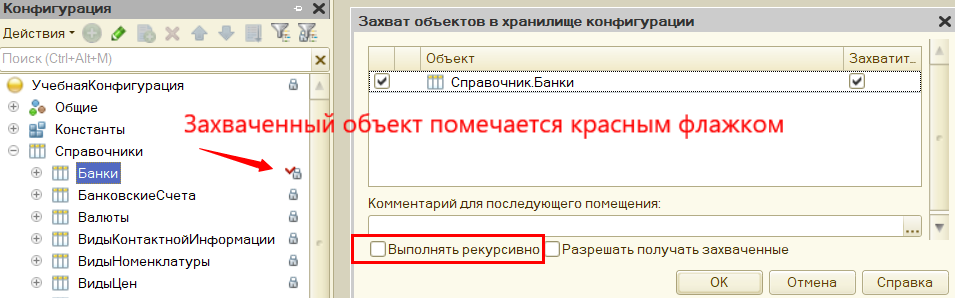 Конфигурация
Действия
Поиск (Ctrl+Alt+M)
УчебнаяКонфигурация
Общие
Константы
Справочники
Банки
БанковскиеСчета
Валюты
ВидыКонтактнойИнформации
ВидыНоменклатуры
ВидыЦен
Захваченный объект помечается красным флажком
Захват объектов в хранилище конфигурации
Объект Захватит...
Справочник.Банки
Комментарий для последующего помещения:
...
Выполнять рекурсивно Разрешать получать захваченные
OK Отмена Справка